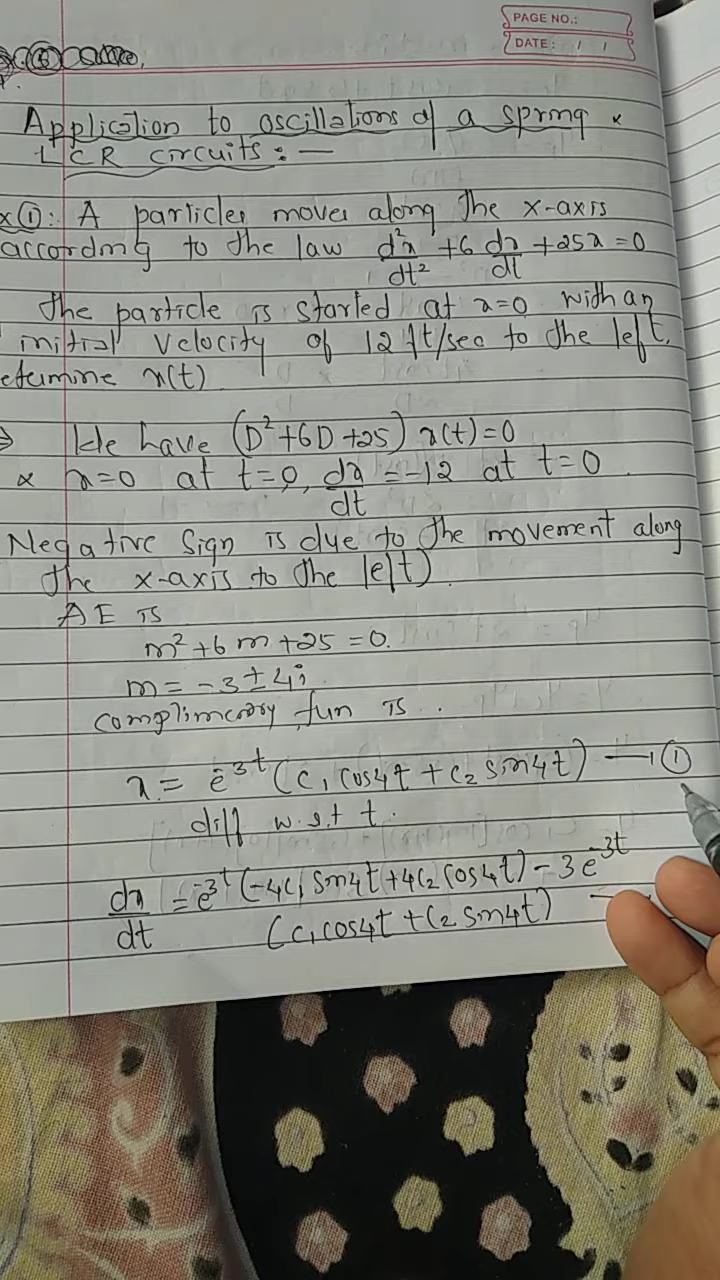 PAGE NO.:
DATE: / /
Application to oscillations of a spring &
LCR circuits: —
x①: A particles moves along the x-axis
according to the law d²x/dt² + 6 dx/dt + 25x = 0
the particle is started at x=0 with an
initial velocity of 12 ft/sec to the left.
etermine x(t)
We have (D²+6D+25) x(t)=0
& x=0 at t=0, dx/dt = -12 at t=0
Negative sign is due to the movement along
the x-axis to the left)
AE is
m²+6m+25=0.
m = -3 ± 4i
complimentary fun is .
x = e^-3t (c₁ cos4t + c₂ sin4t) — ①
diff w.r.t t.
dx/dt = e^-3t (-4c₁ sin4t + 4c₂ cos4t) - 3e^-3t
(c₁cos4t + c₂ sin4t) —